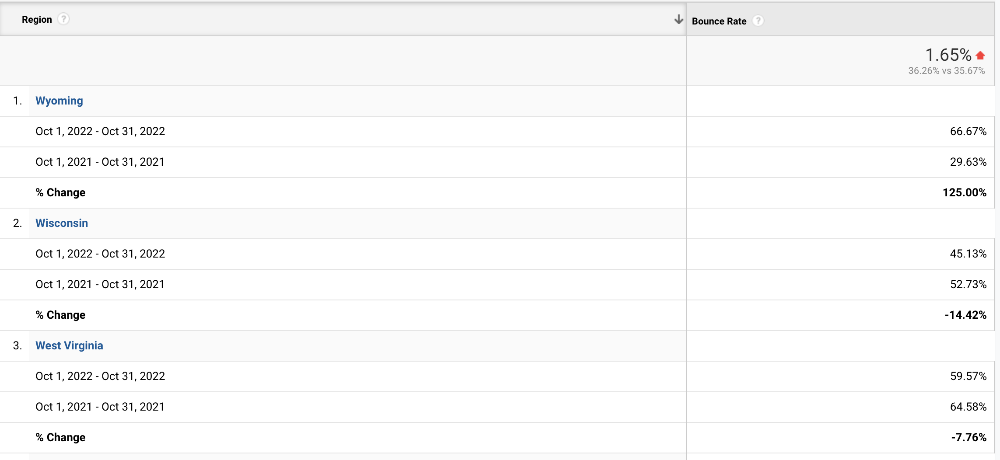 Region ? Bounce Rate ?
1.65%
36.26% vs 35.67%
1. Wyoming
Oct 1, 2022 - Oct 31, 2022 66.67%
Oct 1, 2021 - Oct 31, 2021 29.63%
% Change 125.00%
2. Wisconsin
Oct 1, 2022 - Oct 31, 2022 45.13%
Oct 1, 2021 - Oct 31, 2021 52.73%
% Change -14.42%
3. West Virginia
Oct 1, 2022 - Oct 31, 2022 59.57%
Oct 1, 2021 - Oct 31, 2021 64.58%
% Change -7.76%